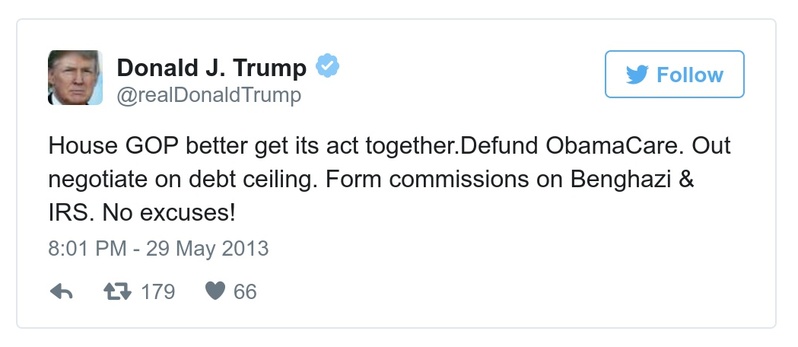 Donald J. Trump
Follow
@realDonaldTrump
House GOP better get its act together.Defund ObamaCare. Out
negotiate on debt ceiling. Form commissions on Benghazi &
IRS. No excuses!
8:01 PM - 29 May 2013
179 66